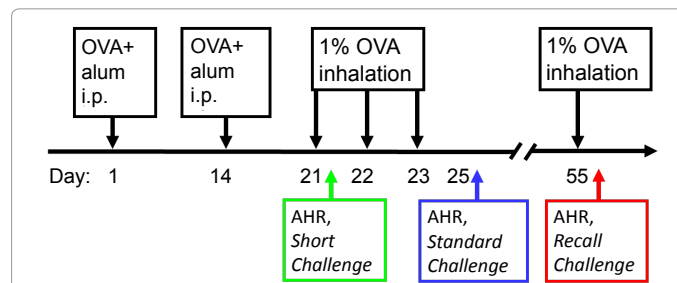 OVA+
alum
i.p.
OVA+
alum
i.p.
1% OVA
inhalation
1% OVA
inhalation
Day: 1 14 21 22 23 25 55
AHR,
Short
Challenge
AHR,
Standard
Challenge
AHR,
Recall
Challenge